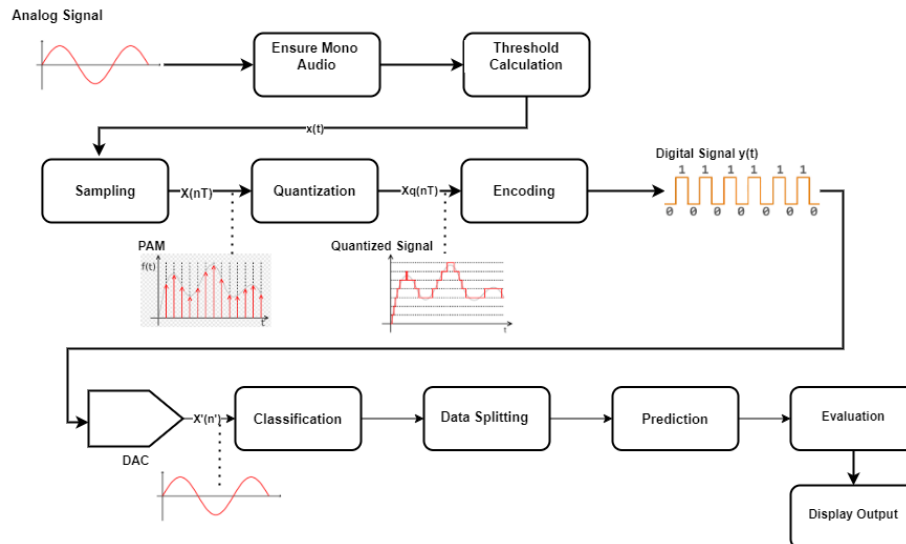 Analog Signal
Ensure Mono
Audio
Threshold
Calculation
x(t)
Sampling
X(nT)
Quantization
Xq(nT)
Encoding
Digital Signal y(t)
1 1 1 1 1 1
0 0 0 0 0 0 0
PAM
f(t)
t
Quantized Signal
t
DAC
X'(n')
Classification
Data Splitting
Prediction
Evaluation
Display Output